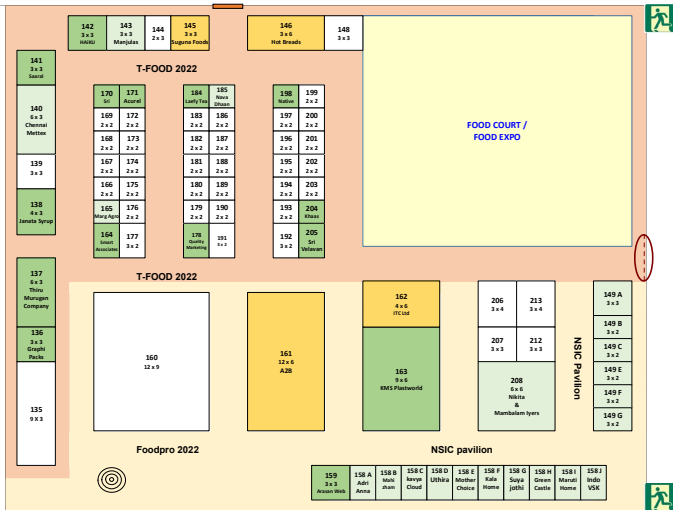 142
3 x 3
HAIKU
143
3 x 3
Manjulas
144
2 x 3
145
3 x 3
Suguna Foods
146
3 x 6
Hot Breads
148
3 x 3
141
3 x 3
Saaral
140
6 x 3
Chennai
Mettex
139
3 x 3
138
4 x 3
Janata Syrup
T-FOOD 2022
170
Sri
171
Acurel
169
2 x 2
172
2 x 2
168
2 x 2
173
2 x 2
167
2 x 2
174
2 x 2
166
2 x 2
175
2 x 2
165
Marg Agro
176
2 x 2
164
Smart
Associates
177
3 x 2
184
Laefy Tea
185
Nava
Dhaan
183
2 x 2
186
2 x 2
182
2 x 2
187
2 x 2
181
2 x 2
188
2 x 2
180
2 x 2
189
2 x 2
179
2 x 2
190
2 x 2
178
Quality
Marketing
191
3 x 2
198
Native
199
2 x 2
197
2 x 2
200
2 x 2
196
2 x 2
201
2 x 2
195
2 x 2
202
2 x 2
194
2 x 2
203
2 x 2
193
2 x 2
204
Khaas
192
3 x 2
205
Sri
Velavan
FOOD COURT /
FOOD EXPO
T-FOOD 2022
137
6 x 3
Thiru
Murugan
Company
136
3 x 3
Graphi
Packs
135
9 X 3
160
12 x 9
161
12 x 6
A2B
162
4 x 6
ITC Ltd
163
9 x 6
KMS Plastworld
206
3 x 4
213
3 x 4
207
3 x 3
212
3 x 3
208
6 x 6
Nikita
&
Mambalam Iyers
NSIC Pavilion
149 A
3 x 3
149 B
3 x 2
149 C
3 x 2
149 E
3 x 2
149 F
3 x 2
149 G
3 x 2
Foodpro 2022
NSIC pavilion
159
3 x 3
Arasan Web
158 A
Adri
Anna
158 B
Mahi
sham
158 C
kavya
Cloud
158 D
Uthira
158 E
Mother
Choice
158 F
Kala
Home
158 G
Suya
jothi
158 H
Green
Castle
158 I
Maruti
Home
158 J
Indo
VSK